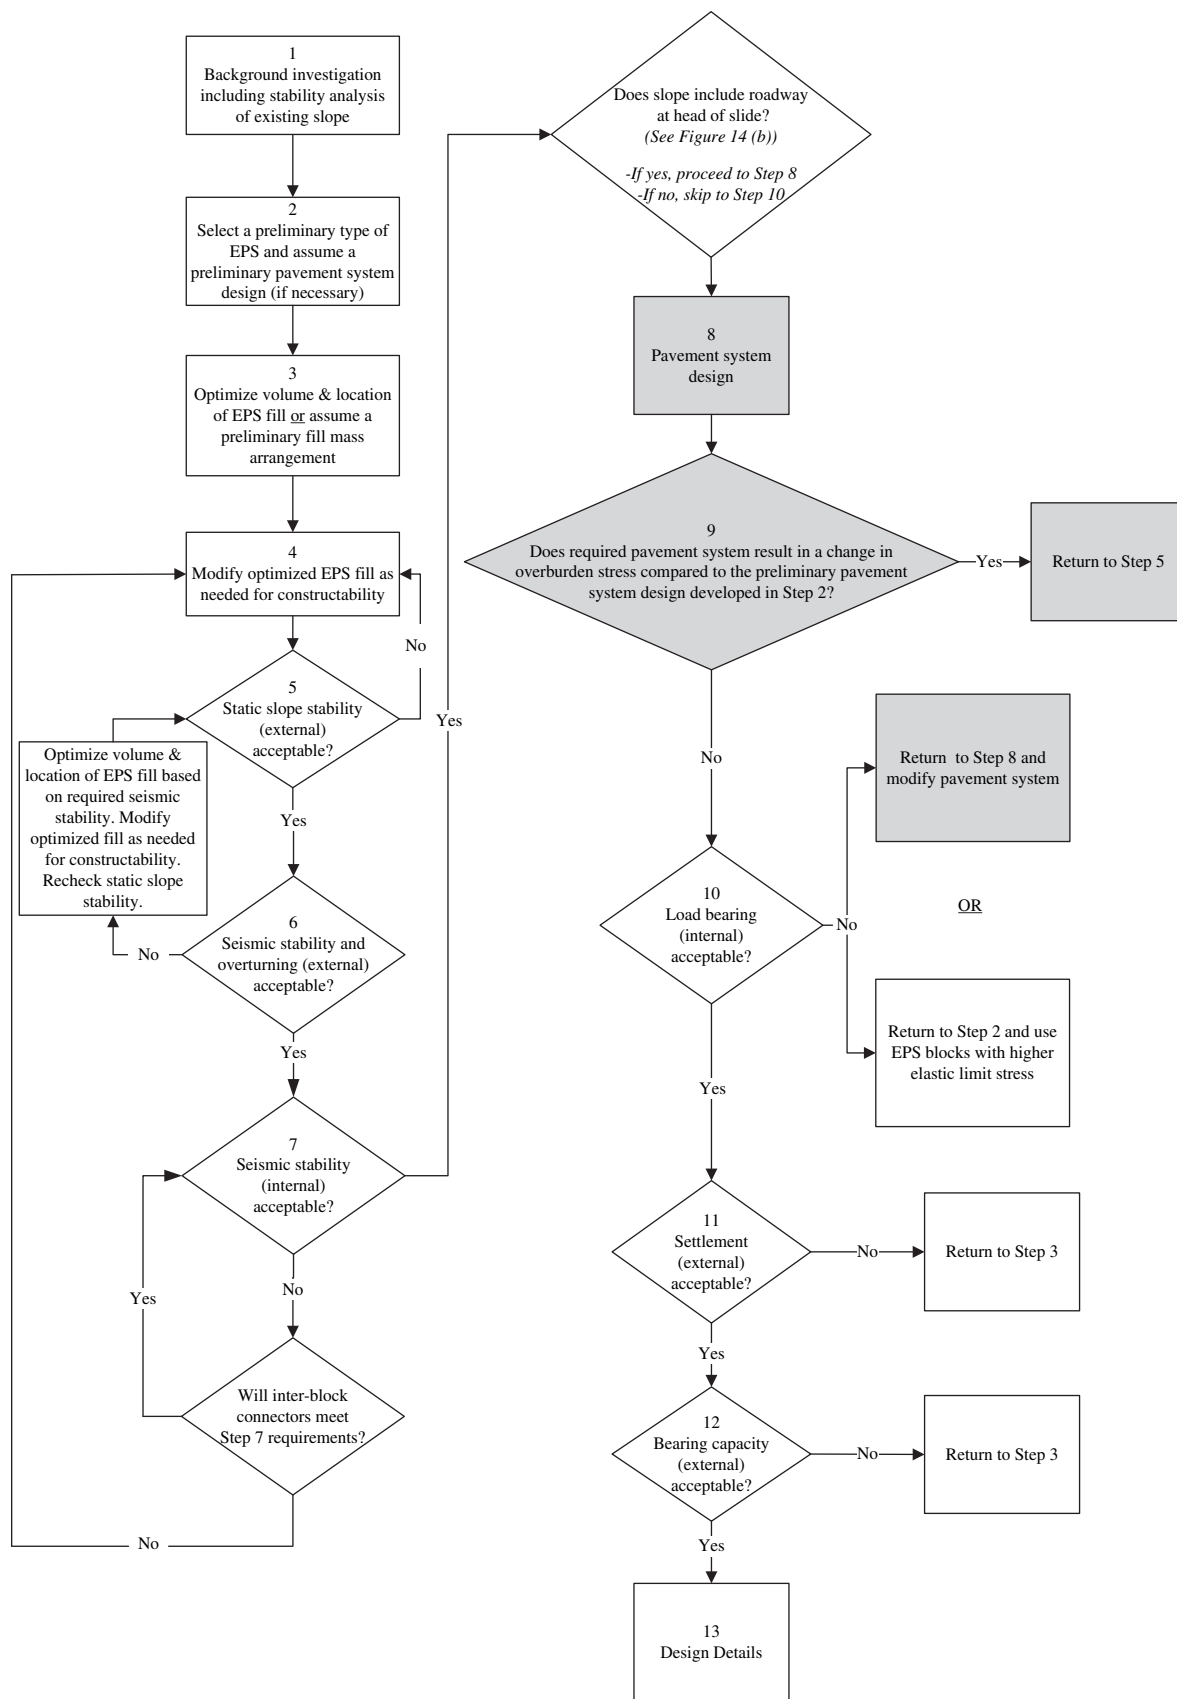 1
Background investigation
including stability analysis
of existing slope
2
Select a preliminary type of
EPS and assume a
preliminary pavement system
design (if necessary)
3
Optimize volume & location
of EPS fill or assume a
preliminary fill mass
arrangement
4
Modify optimized EPS fill as
needed for constructability
No
5
Static slope stability
(external)
acceptable?
Optimize volume &
location of EPS fill based
on required seismic
stability. Modify
optimized fill as needed
for constructability.
Recheck static slope
stability.
Yes
6
Seismic stability and
overturning (external)
acceptable?
No
Yes
7
Seismic stability
(internal)
acceptable?
Yes
No
Yes
Will inter-block
connectors meet
Step 7 requirements?
No
Does slope include roadway
at head of slide?
(See Figure 14 (b))
-If yes, proceed to Step 8
-If no, skip to Step 10
8
Pavement system
design
9
Does required pavement system result in a change in
overburden stress compared to the preliminary pavement
system design developed in Step 2?
Yes
Return to Step 5
No
10
Load bearing
(internal)
acceptable?
No
Return to Step 8 and
modify pavement system
OR
Return to Step 2 and use
EPS blocks with higher
elastic limit stress
Yes
11
Settlement
(external)
acceptable?
No
Return to Step 3
Yes
12
Bearing capacity
(external)
acceptable?
No
Return to Step 3
Yes
13
Design Details